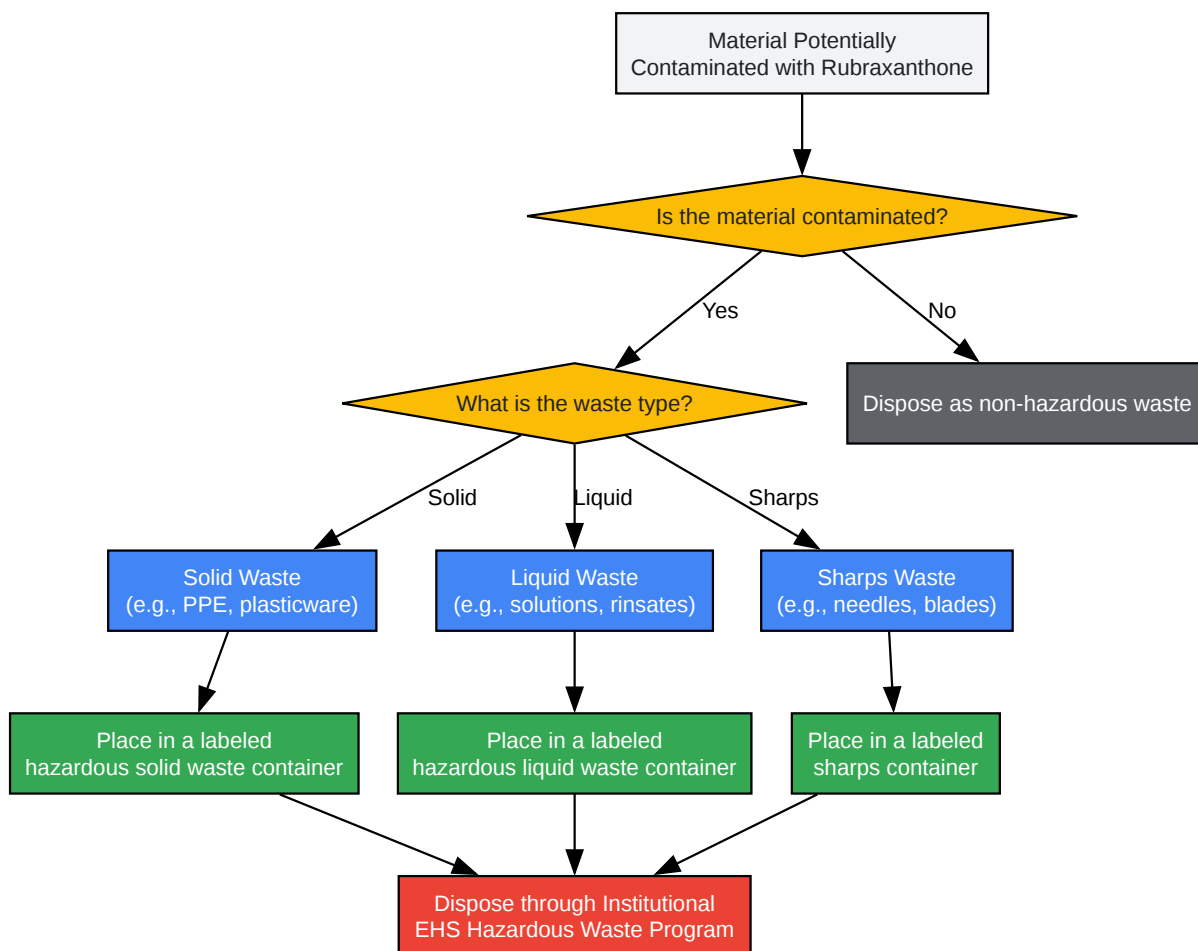 Material Potentially
Contaminated with Rubraxanthone
Is the material contaminated?
Yes
No
What is the waste type?
Dispose as non-hazardous waste
Solid
Liquid
Sharps
Solid Waste
(e.g., PPE, plasticware)
Liquid Waste
(e.g., solutions, rinsates)
Sharps Waste
(e.g., needles, blades)
Place in a labeled
hazardous solid waste container
Place in a labeled
hazardous liquid waste container
Place in a labeled
sharps container
Dispose through Institutional
EHS Hazardous Waste Program